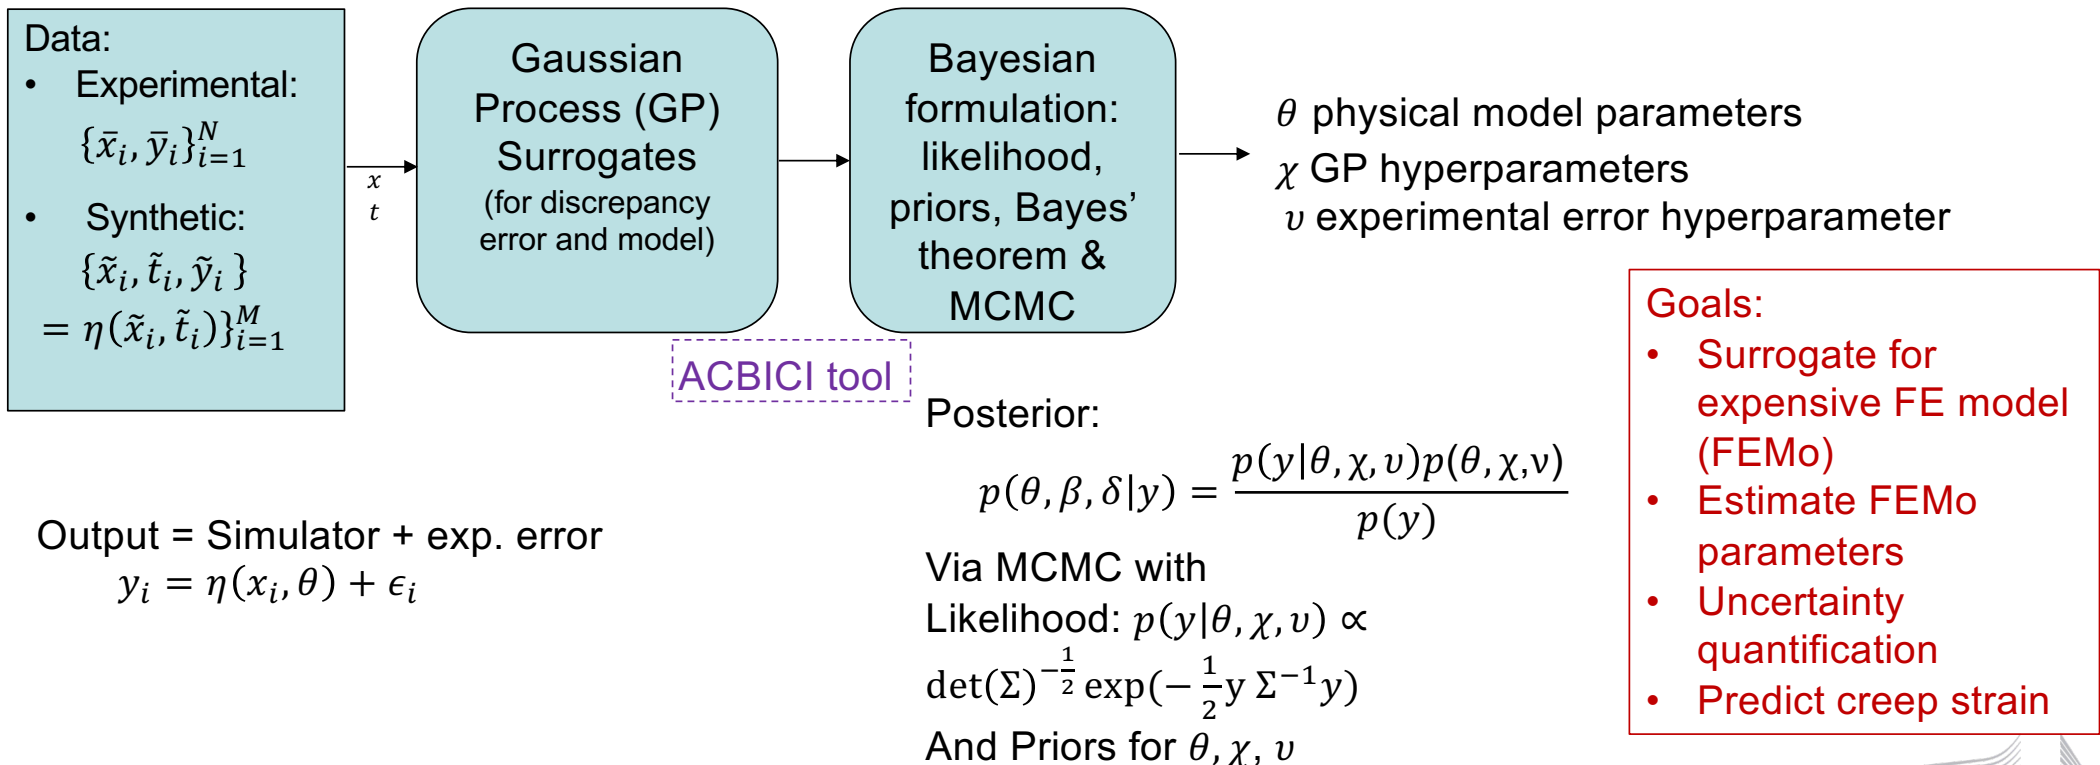 Data:
• Experimental:
{x̄ᵢ, ȳᵢ}ᵢ₌₁ᴺ
• Synthetic:
{x̃ᵢ, t̃ᵢ, ỹᵢ }
= η(x̃ᵢ, t̃ᵢ)}ᵢ₌₁ᴹ
x
t
Gaussian
Process (GP)
Surrogates
(for discrepancy
error and model)
Bayesian
formulation:
likelihood,
priors, Bayes’
theorem &
MCMC
θ physical model parameters
χ GP hyperparameters
υ experimental error hyperparameter
ACBICI tool
Output = Simulator + exp. error
yᵢ = η(xᵢ, θ) + ϵᵢ
Posterior:
p(θ, β, δ|y) = p(y|θ, χ, υ)p(θ, χ,ν) / p(y)
Via MCMC with
Likelihood: p(y|θ, χ, υ) ∝
det(Σ)^(-1/2) exp(− 1/2 y Σ⁻¹y)
And Priors for θ, χ, υ
Goals:
• Surrogate for
expensive FE model
(FEMo)
• Estimate FEMo
parameters
• Uncertainty
quantification
• Predict creep strain